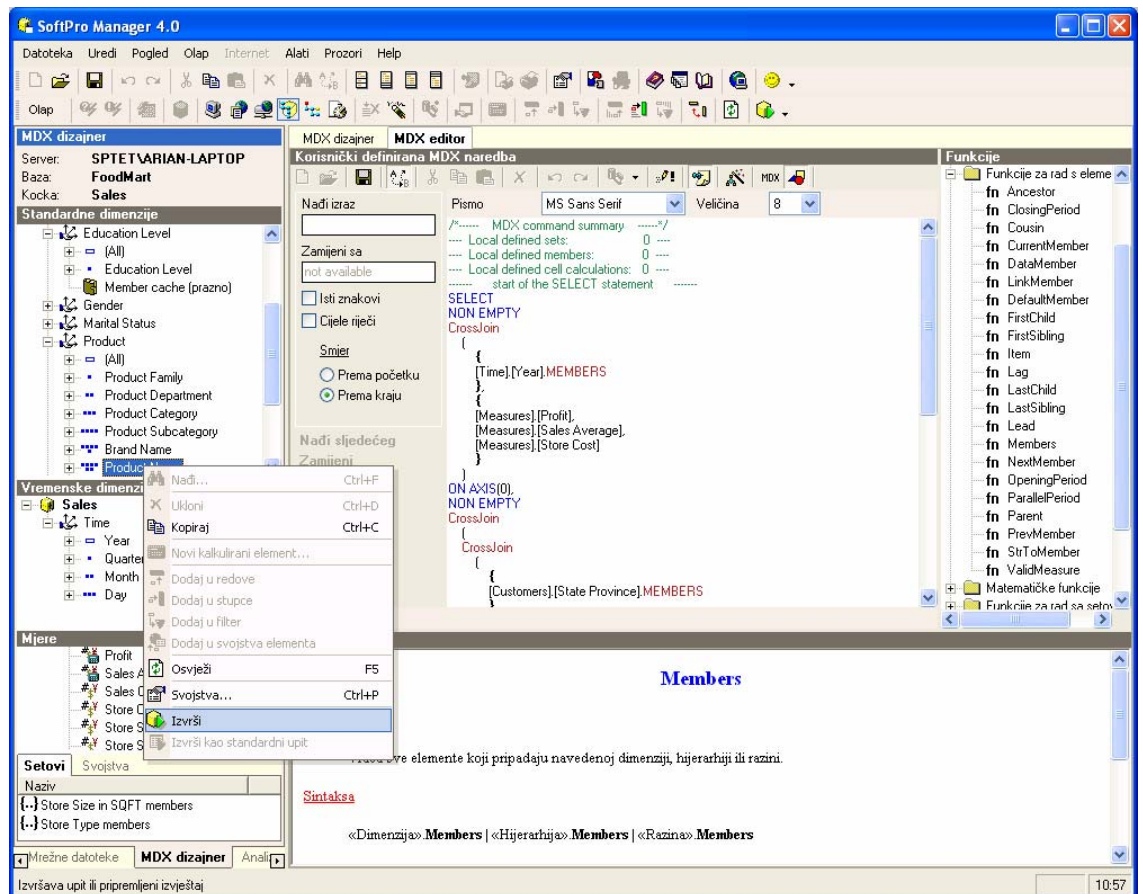 SoftPro Manager 4.0
Datoteka Uredi Pogled Olap Internet Alati Prozori Help
Olap
MDX dizajner
Server: SPTET\ARIAN-LAPTOP
Baza: FoodMart
Kocka: Sales
Standardne dimenzije
Education Level
(All)
Education Level
Member cache (prazno)
Gender
Marital Status
Product
(All)
Product Family
Product Department
Product Category
Product Subcategory
Brand Name
Vremenske
Sales
Time
Year
Quarter
Month
Day
Mjere
Profit
Sales
Sales
Store
Store
Store
Setovi Svojstva
Naziv
{..} Store Size in SQFT members
{..} Store Type members
Mrežne datoteke MDX dizajner
Nađi... Ctrl+F
Ukloni Ctrl+D
Kopiraj Ctrl+C
Novi kalkulirani element...
Dodaj u redove
Dodaj u stupce
Dodaj u filter
Dodaj u svojstva elementa
Osvježi F5
Svojstva... Ctrl+P
Izvrši
Izvrši kao standardni upit
MDX dizajner MDX editor
Korisnički definirana MDX naredba
MDX
Nađi izraz
Zamijeni sa
not available
Isti znakovi
Cijele riječi
Smjer
Prema početku
Prema kraju
Nađi sljedećeg
Zamijeni
Pismo MS Sans Serif Veličina 8
/*------ MDX command summary ------*/
---- Local defined sets: 0 ----
---- Local defined members: 0 ----
---- Local defined cell calculations: 0 ----
------ start of the SELECT statement ------
SELECT
NON EMPTY
CrossJoin
(
{
[Time].[Year].MEMBERS
},
{
[Measures].[Profit],
[Measures].[Sales Average],
[Measures].[Store Cost]
}
)
ON AXIS(0),
NON EMPTY
CrossJoin
(
CrossJoin
(
{
[Customers].[State Province].MEMBERS
}
Funkcije
Funkcije za rad s eleme
fn Ancestor
fn ClosingPeriod
fn Cousin
fn CurrentMember
fn DataMember
fn LinkMember
fn DefaultMember
fn FirstChild
fn FirstSibling
fn Item
fn Lag
fn LastChild
fn LastSibling
fn Lead
fn Members
fn NextMember
fn OpeningPeriod
fn ParallelPeriod
fn Parent
fn PrevMember
fn StrToMember
fn ValidMeasure
Matematičke funkcije
Funkcije za rad sa setov
Members
sve elemente koji pripadaju navedenoj dimenziji, hijerarhiji ili razini.
Sintaksa
«Dimenzija».Members | «Hijerarhija».Members | «Razina».Members
Izvršava upit ili pripremljeni izvještaj
10:57